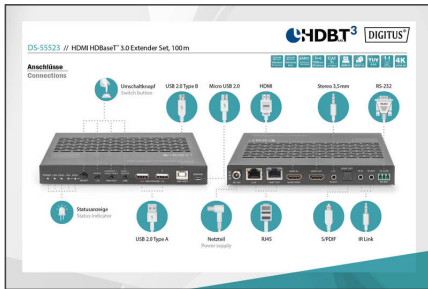 HDBT3 DIGITUS®
DS-55523 // HDMI HDBaseT™ 3.0 Extender Set, 100 m
4K
Anschlüsse
Connections
Umschaltknopf
Switch button
USB 2.0 Type B
Micro USB 2.0
HDMI
Stereo 3,5mm
RS-232
Statusanzeige
Status indicator
USB 2.0 Type A
Netzteil
Power supply
RJ45
S/PDIF
IR Link